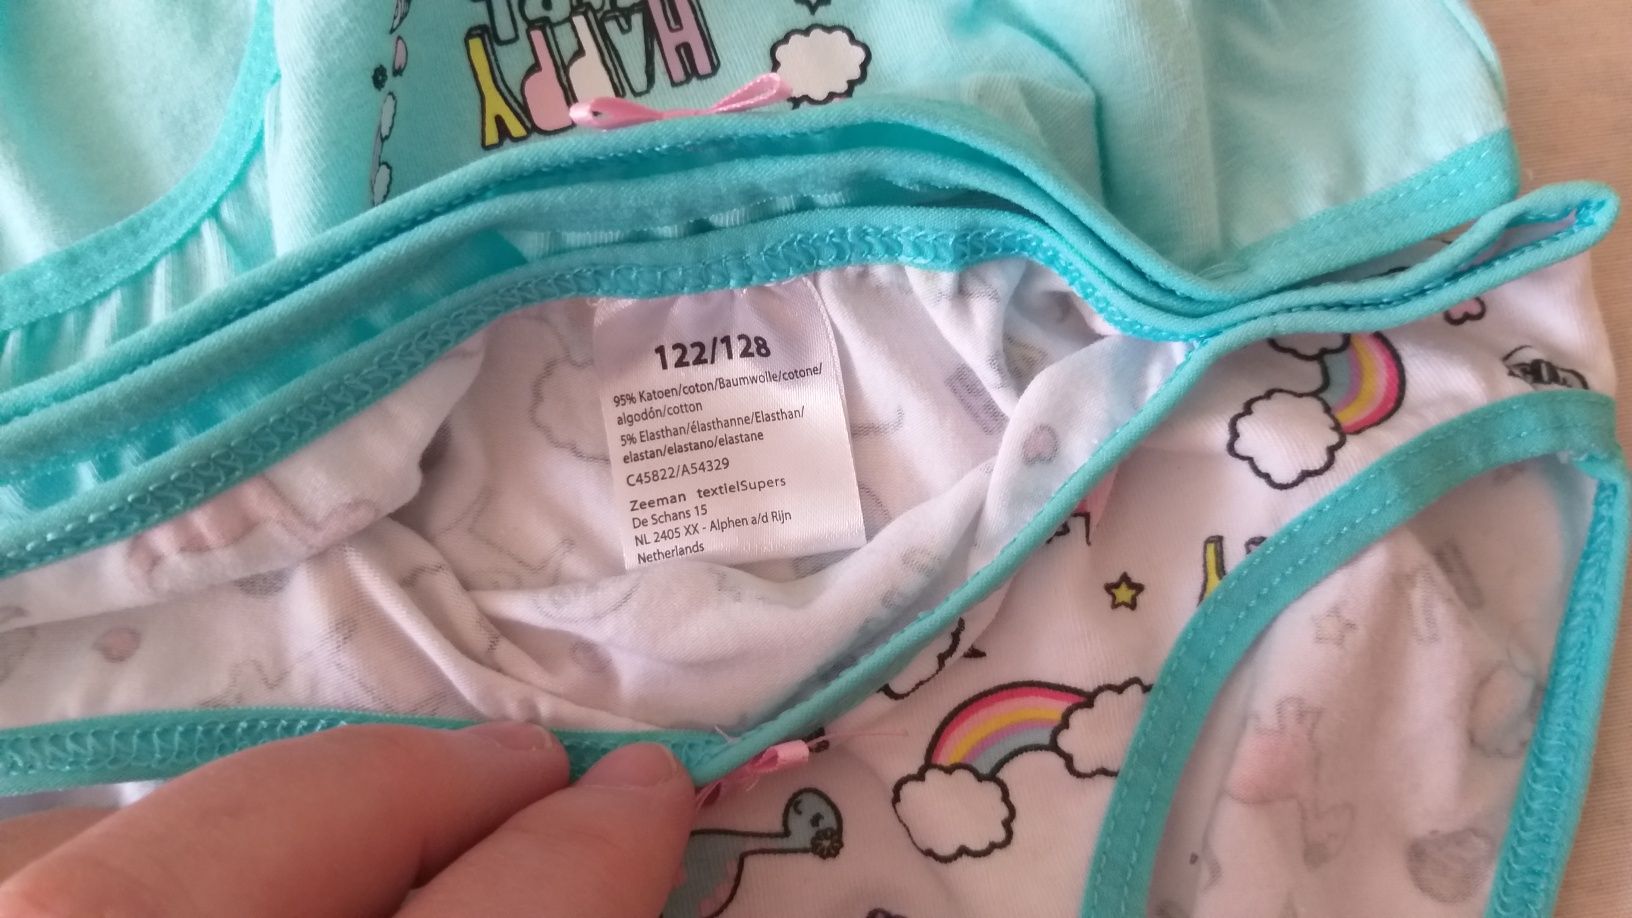 HAPPY
122/128
95% Katoen/coton/Baumwolle/cotone/
algodón/cotton
5% Elasthan/élasthanne/Elasthan/
elastan/elastano/elastane
C45822/A54329
Zeeman textielSupers
De Schans 15
NL 2405 XX - Alphen a/d Rijn
Netherlands